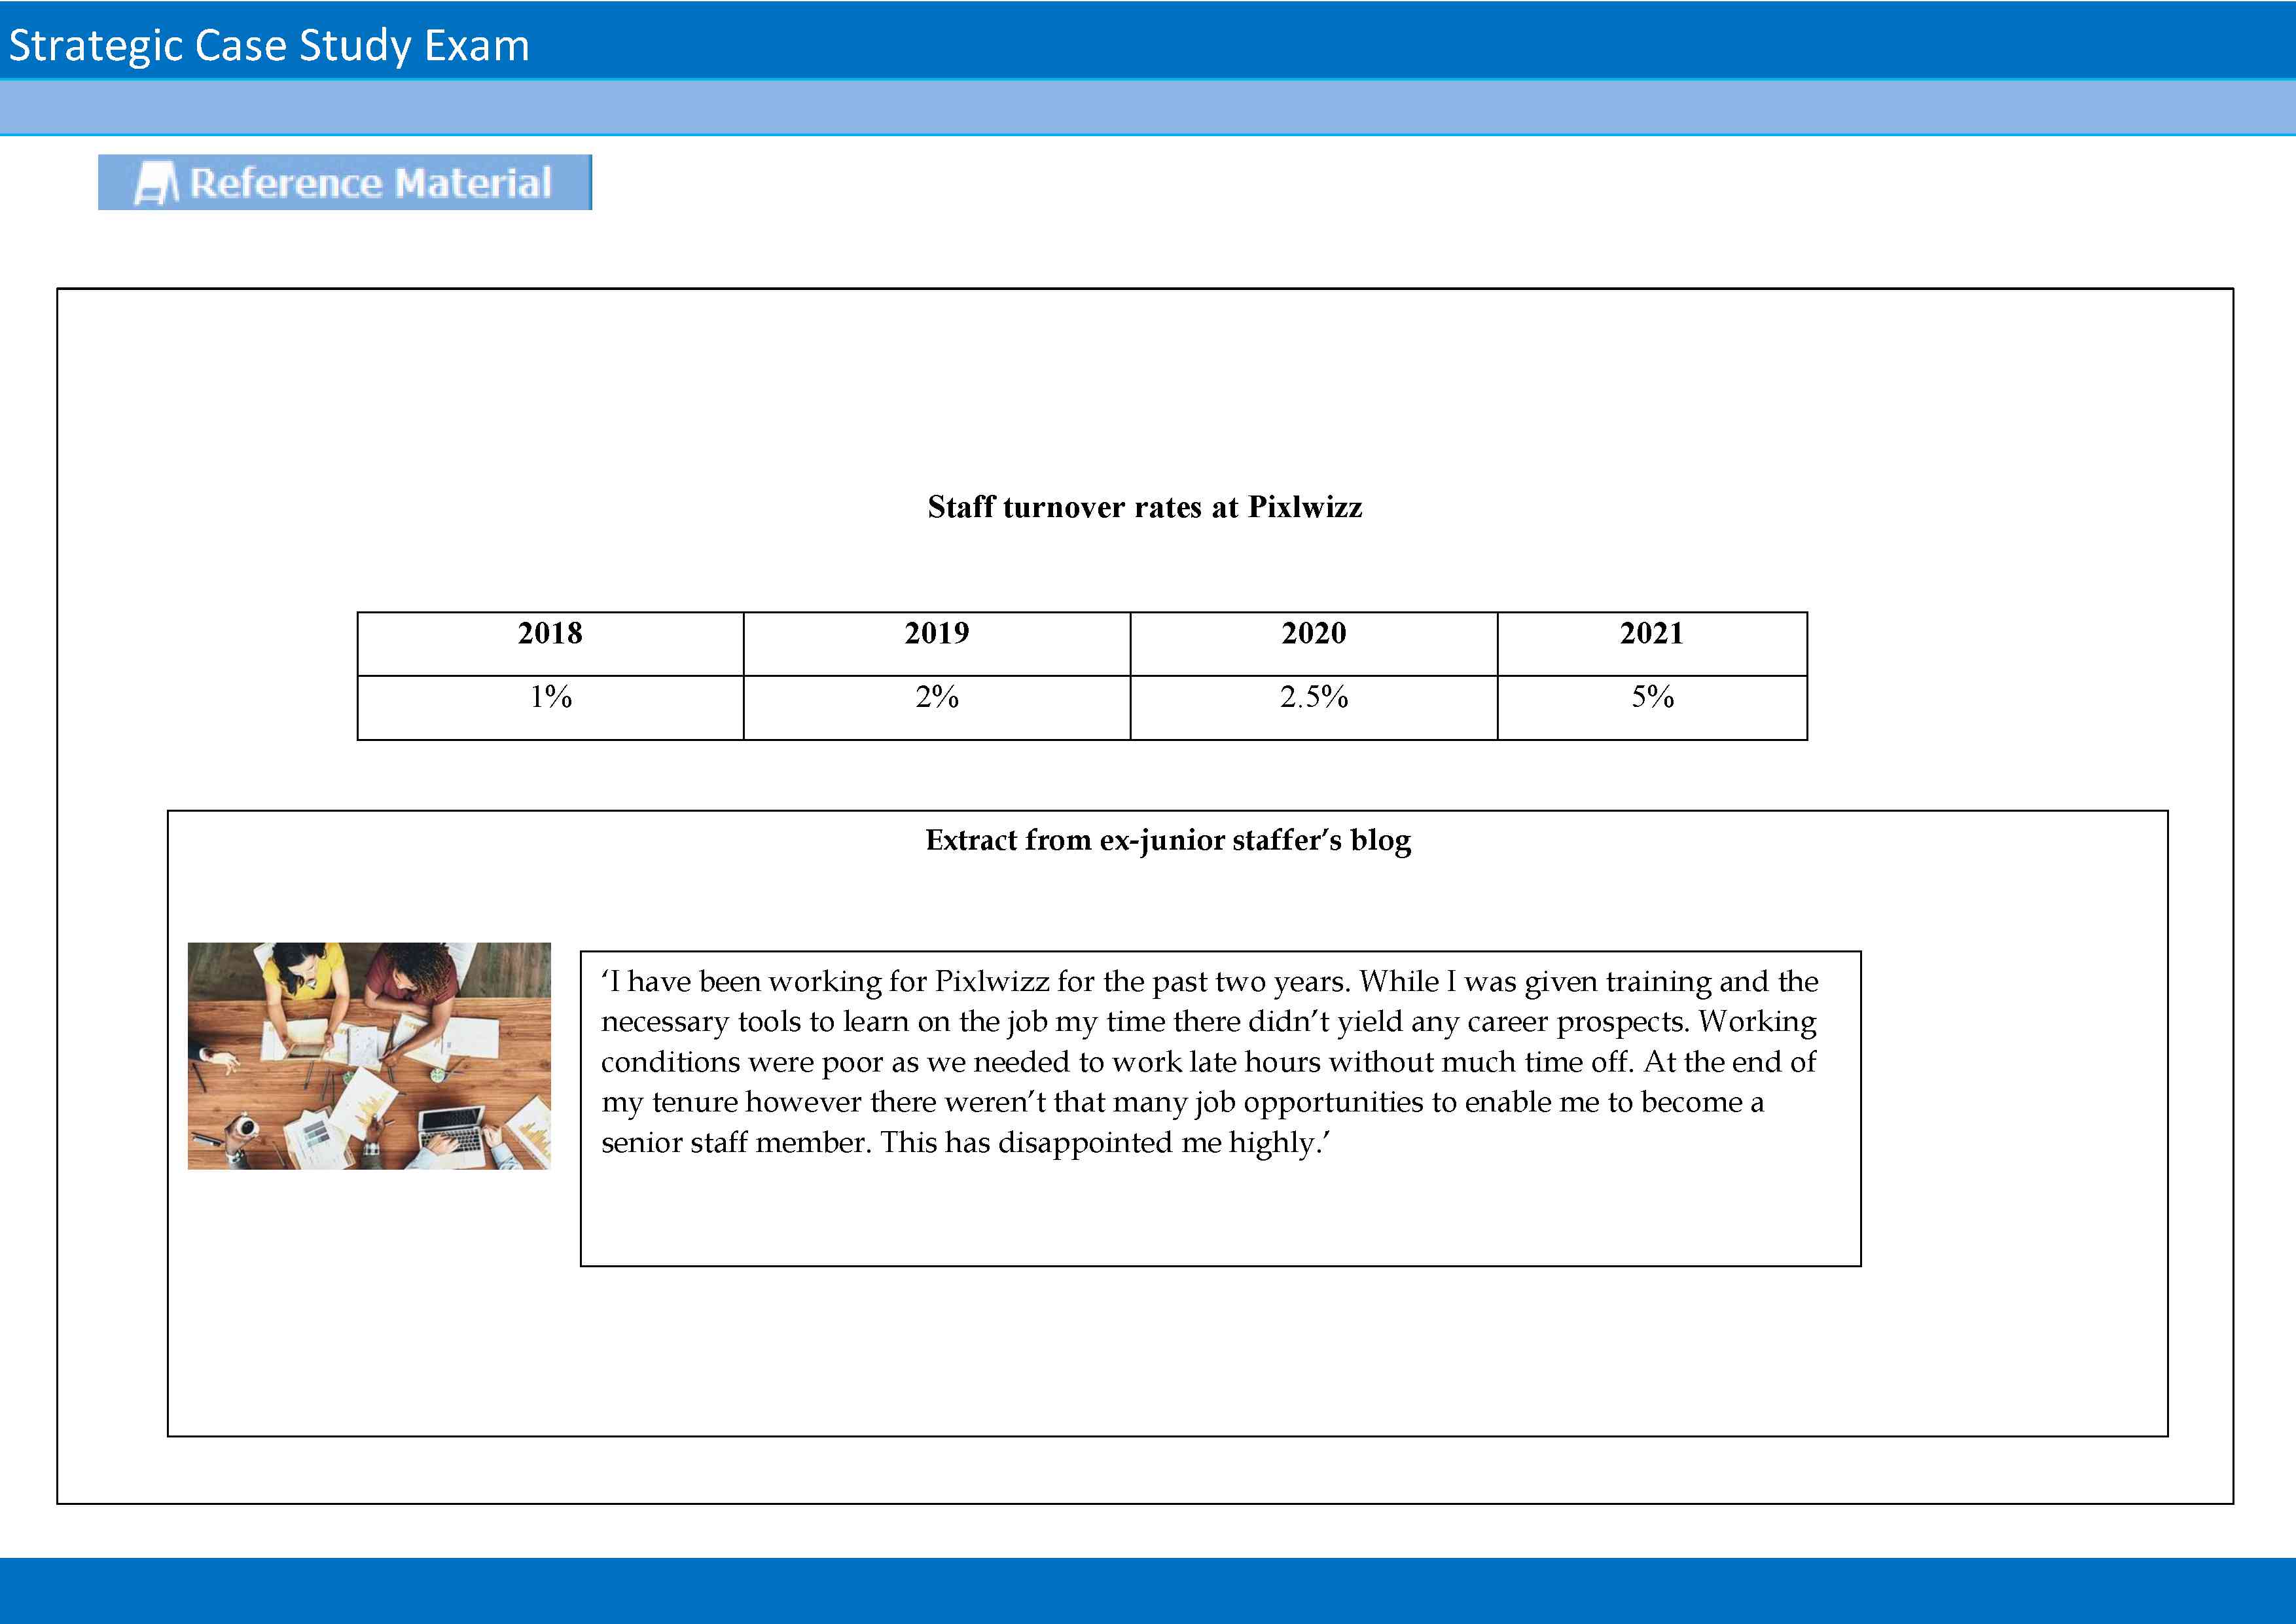 Strategic Case Study Exam
Reference Material
Staff turnover rates at Pixlwizz
2018 2019 2020 2021
1% 2% 2.5% 5%
Extract from ex-junior staffer’s blog
‘I have been working for Pixlwizz for the past two years. While I was given training and the
necessary tools to learn on the job my time there didn’t yield any career prospects. Working
conditions were poor as we needed to work late hours without much time off. At the end of
my tenure however there weren’t that many job opportunities to enable me to become a
senior staff member. This has disappointed me highly.’